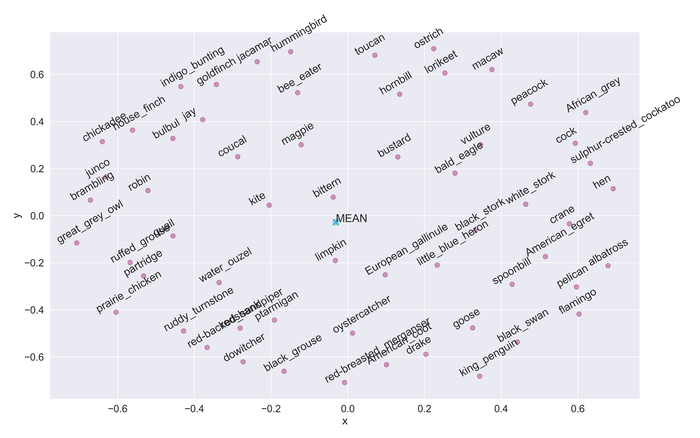 hummingbird
ostrich
toucan
jacamar
macaw
lorikeet
indigo_bunting
goldfinch
bee_eater
hornbill
peacock
African_grey
chickadee
house_finch
jay
bulbul
magpie
vulture
cock
sulphur-crested_cockatoo
coucal
bustard
bald_eagle
junco
brambling
robin
hen
kite
bittern
white_stork
MEAN
crane
black_stork
great_grey_owl
quail
ruffed_grouse
limpkin
European_gallinule
little_blue_heron
American_egret
albatross
partridge
water_ouzel
spoonbill
pelican
prairie_chicken
flamingo
ruddy_turnstone
ptarmigan
redshank
red-backed_sandpiper
oystercatcher
goose
black_swan
dowitcher
black_grouse
red-breasted_merganser
American_coot
drake
king_penguin
y
0.6
0.4
0.2
0.0
−0.2
−0.4
−0.6
−0.6
−0.4
−0.2
0.0
0.2
0.4
0.6
x